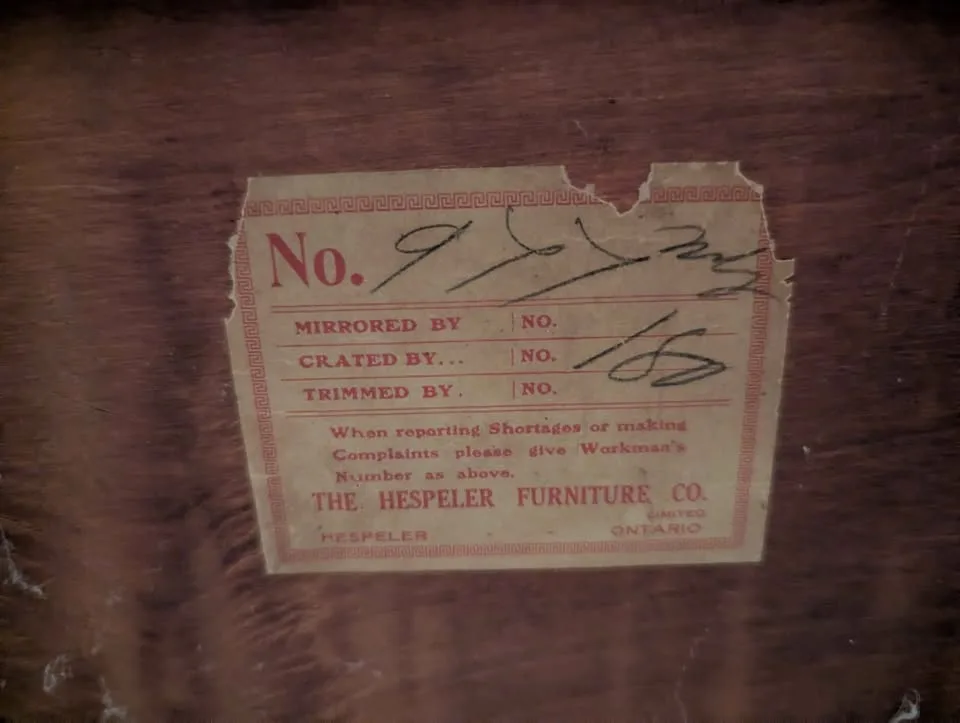 No.
MIRRORED BY | NO.
CRATED BY... | NO. 180
TRIMMED BY. | NO.
When reporting Shortages or making
Complaints please give Workman's
Number as above.
THE HESPELER FURNITURE CO.
LIMITED
HESPELER - - ONTARIO